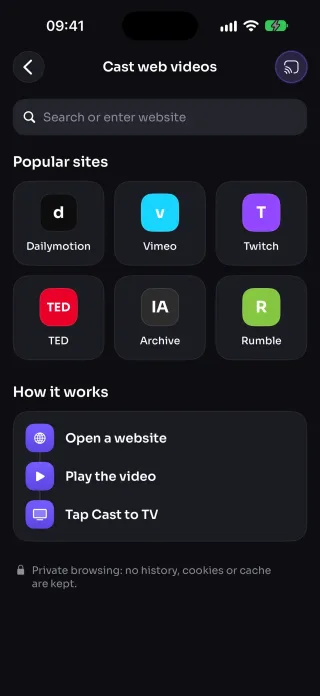 09:41
Cast web videos
Search or enter website
Popular sites
d
v
T
Dailymotion
Vimeo
Twitch
TED
IA
R
TED
Archive
Rumble
How it works
Open a website
Play the video
Tap Cast to TV
Private browsing: no history, cookies or cache
are kept.